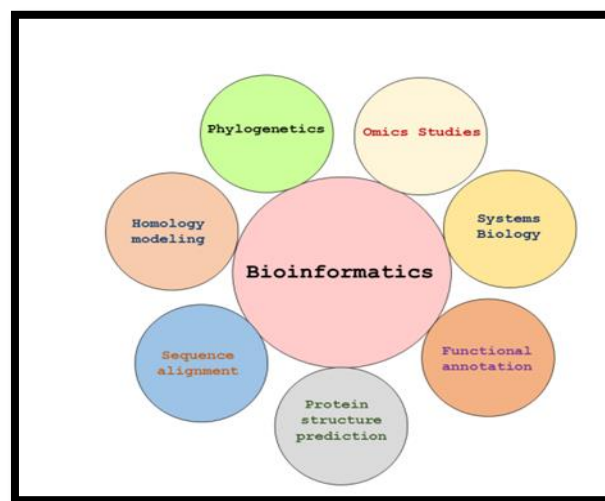 Phylogenetics
Omics Studies
Homology
modeling
Systems
Biology
Bioinformatics
Sequence
alignment
Functional
annotation
Protein
structure
prediction